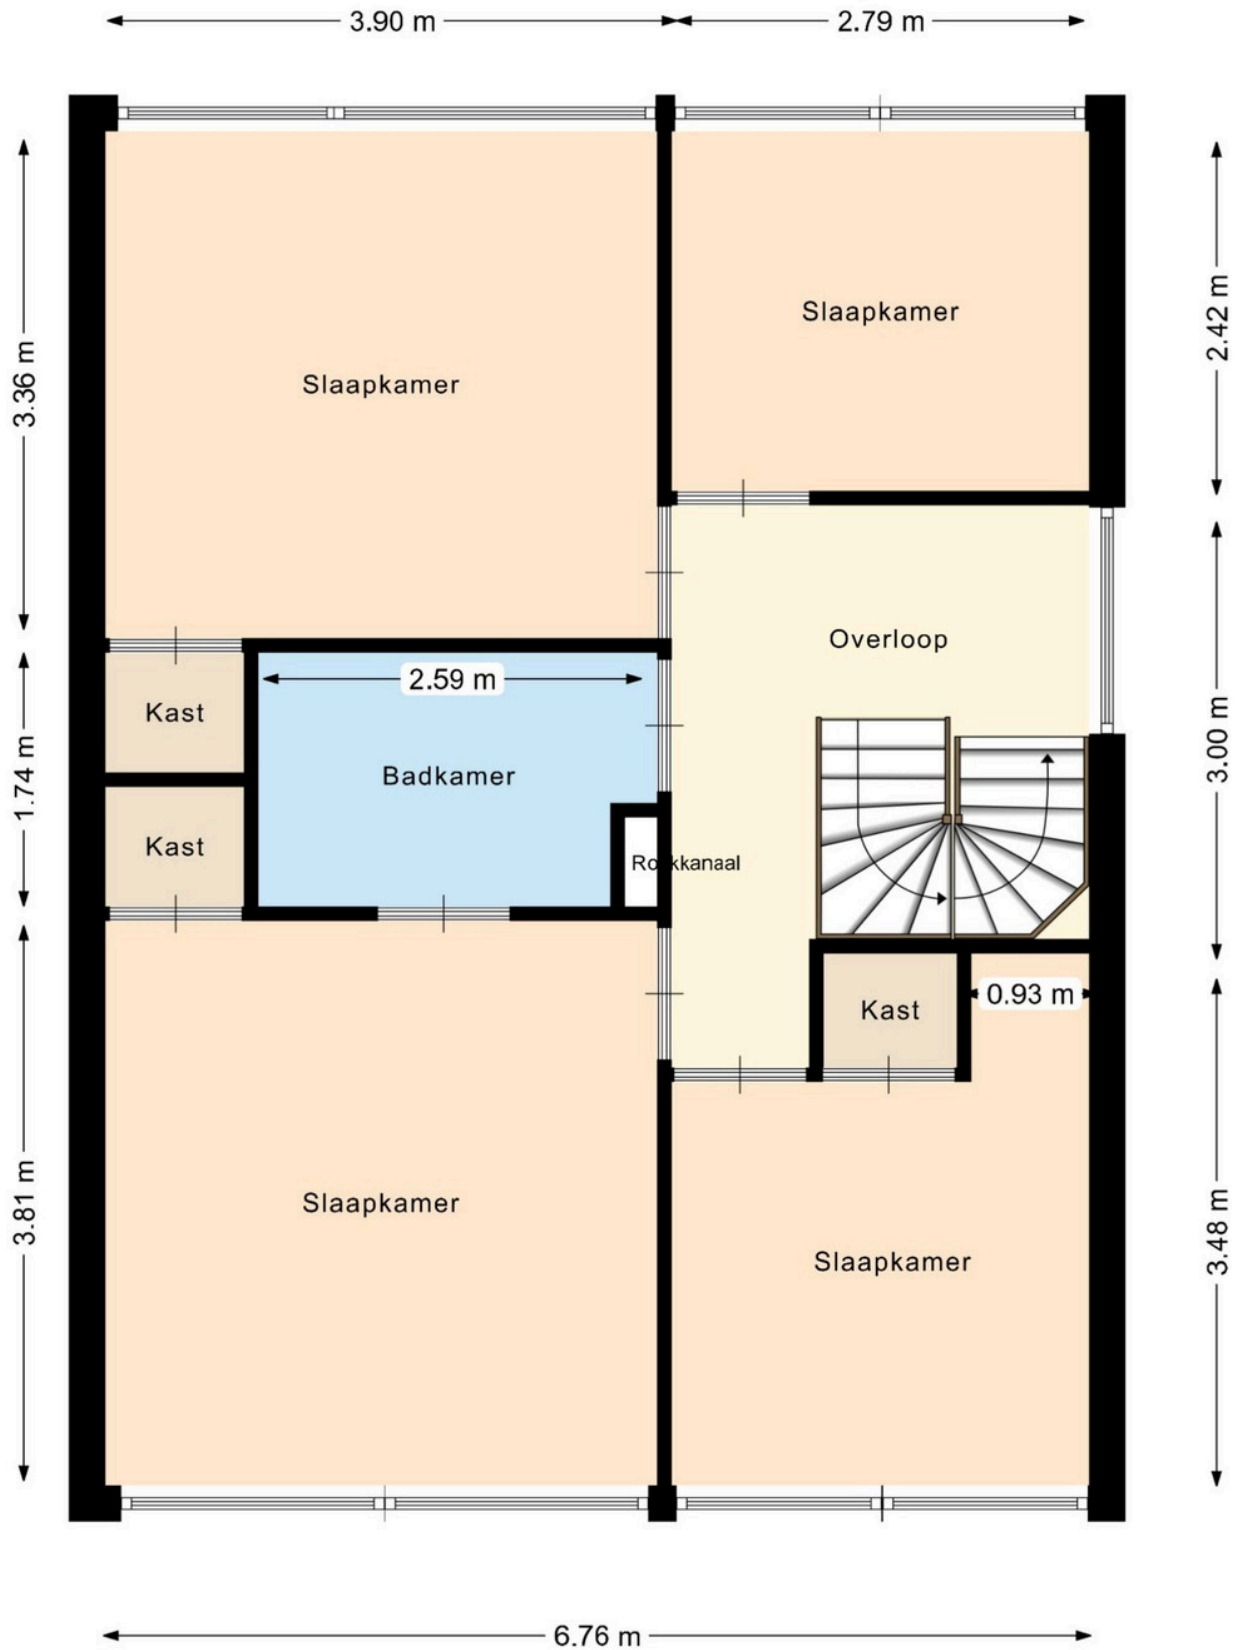 3.90 m
2.79 m
3.36 m
2.42 m
Slaapkamer
Slaapkamer
Overloop
2.59 m
Kast
Badkamer
1.74 m
3.00 m
Kast
Rookkanaal
Kast
0.93 m
3.81 m
Slaapkamer
3.48 m
Slaapkamer
6.76 m